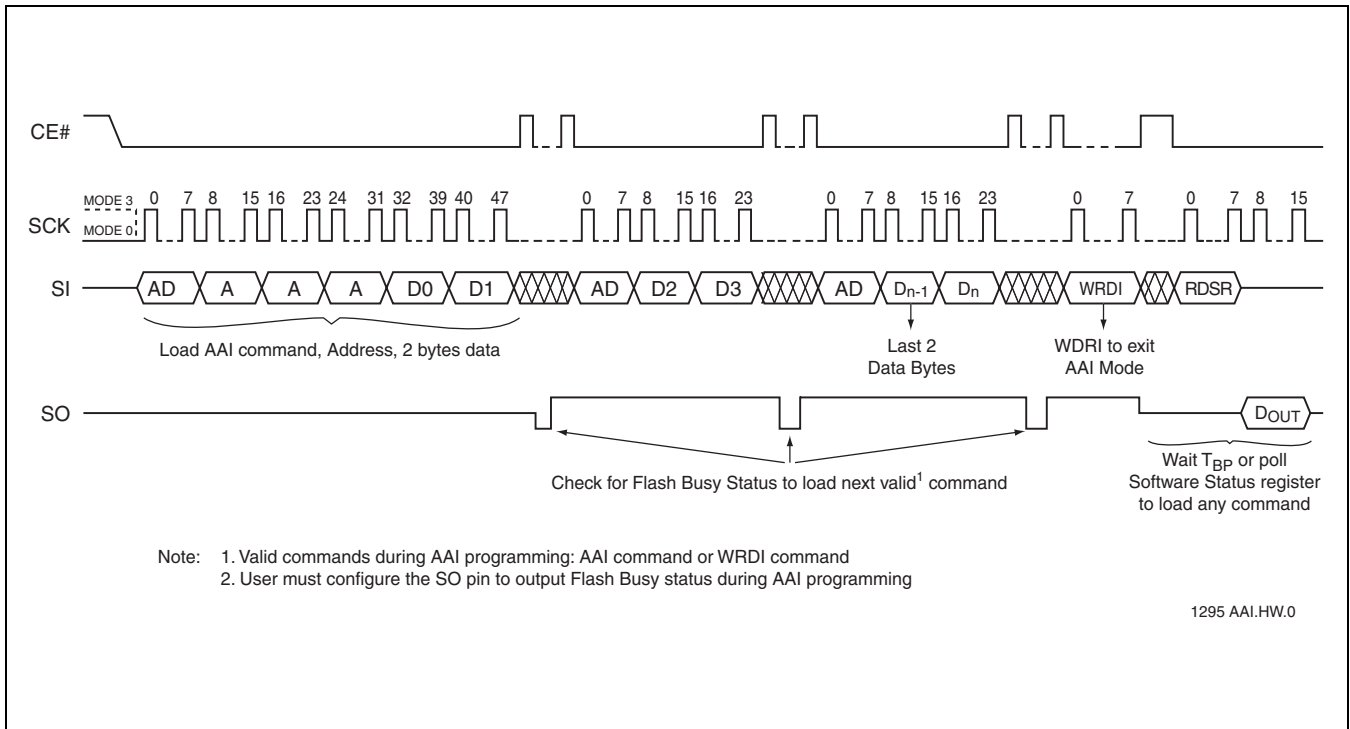 CE#
MODE 3 0 7 8 15 16 23 24 31 32 39 40 47 0 7 8 15 16 23 0 7 8 15 16 23 0 7 0 7 8 15
SCK MODE 0
SI AD A A A D0 D1 AD D2 D3 AD Dn-1 Dn WRDI RDSR
Load AAI command, Address, 2 bytes data
Last 2
Data Bytes
WDRI to exit
AAI Mode
SO DOUT
Check for Flash Busy Status to load next valid1 command
Wait TBP or poll
Software Status register
to load any command
Note: 1. Valid commands during AAI programming: AAI command or WRDI command
2. User must configure the SO pin to output Flash Busy status during AAI programming
1295 AAI.HW.0